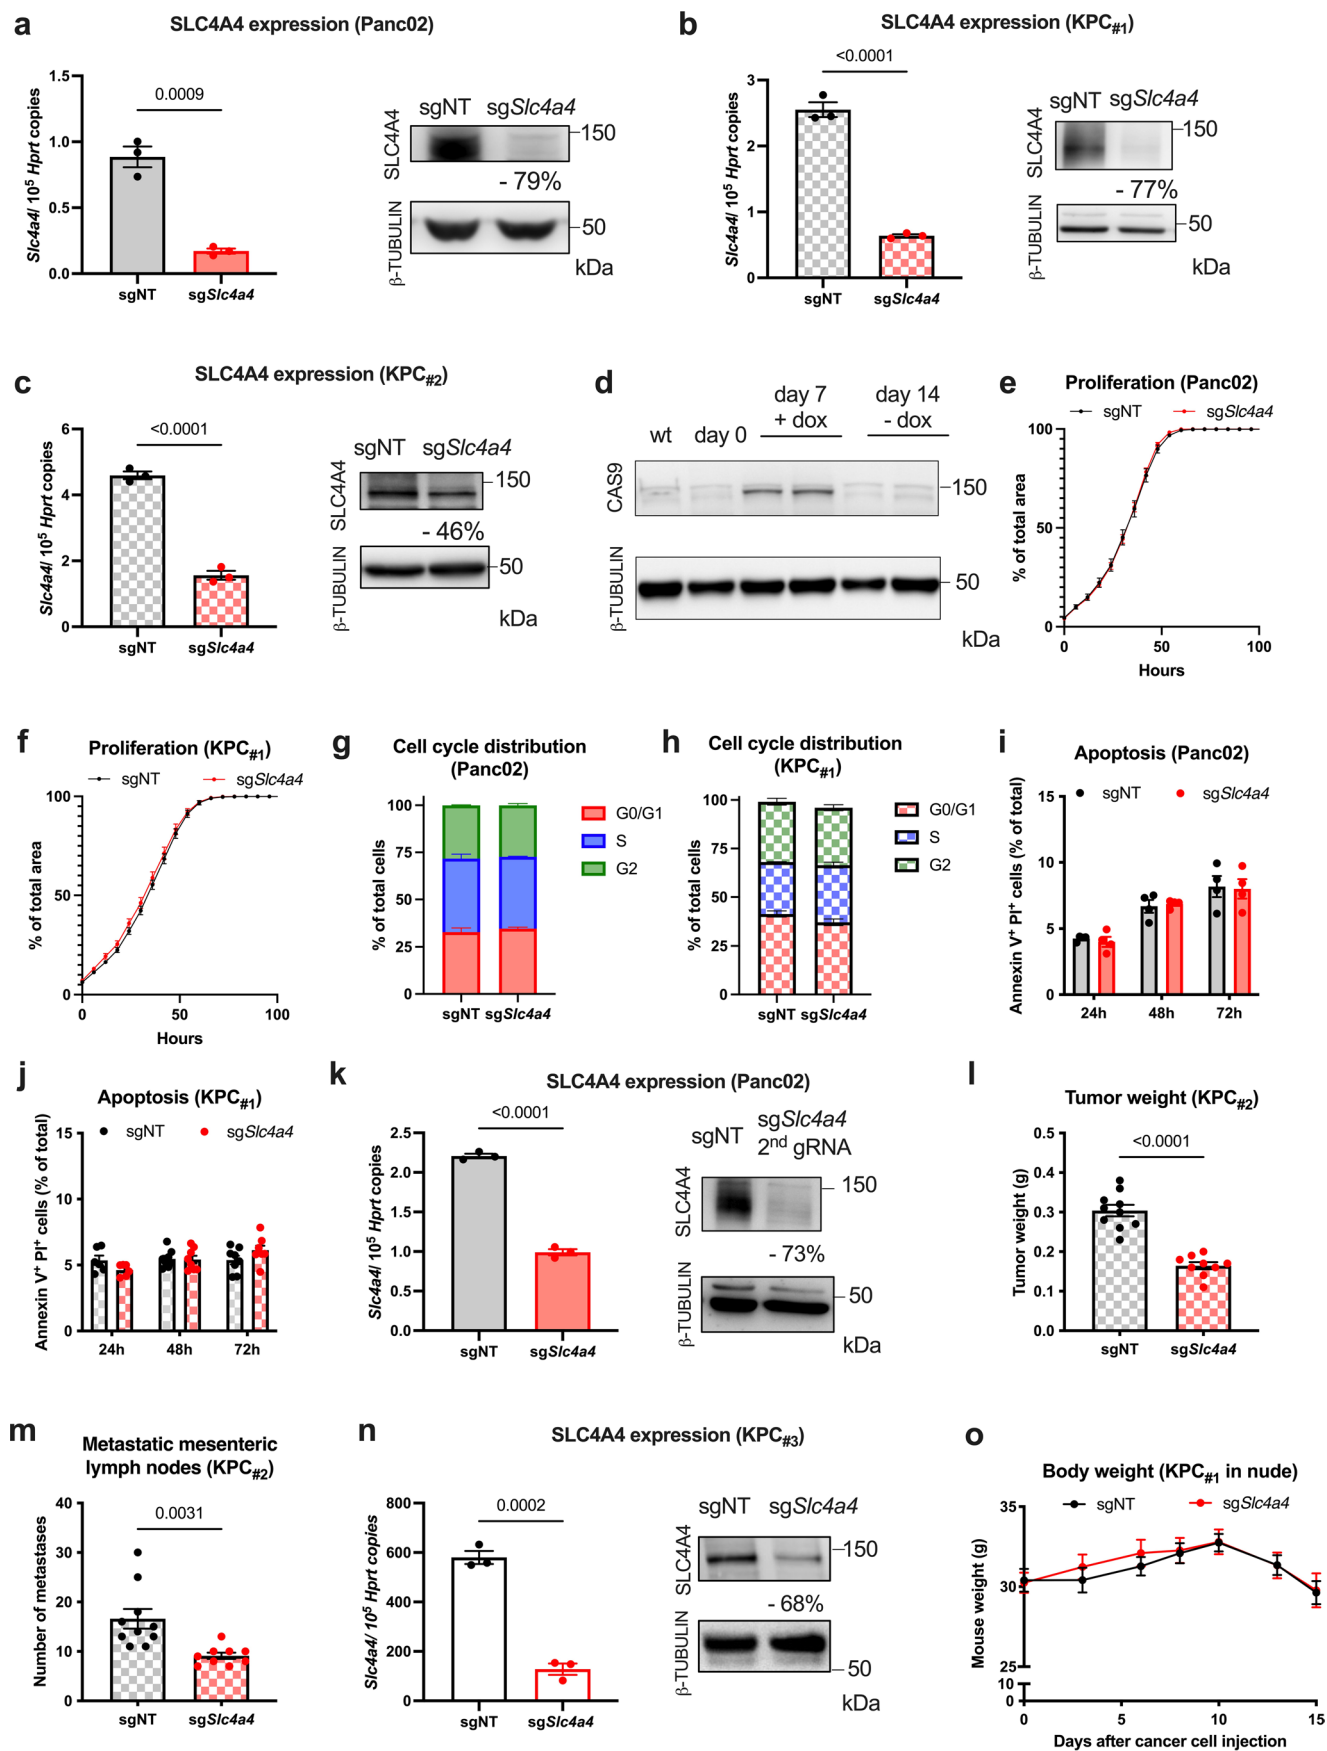 a
SLC4A4 expression (Panc02)
Slc4a4/ 10⁵ Hprt copies
1.5
1.0
0.5
0.0
0.0009
sgNT
sgSlc4a4
sgNT sgSlc4a4
SLC4A4
150
- 79%
β-TUBULIN
50
kDa
b
SLC4A4 expression (KPC#1)
Slc4a4/ 10⁵ Hprt copies
3
2
1
0
<0.0001
sgNT
sgSlc4a4
sgNT sgSlc4a4
SLC4A4
150
- 77%
β-TUBULIN
50
kDa
c
SLC4A4 expression (KPC#2)
Slc4a4/ 10⁵ Hprt copies
6
4
2
0
<0.0001
sgNT
sgSlc4a4
sgNT sgSlc4a4
SLC4A4
150
- 46%
β-TUBULIN
50
kDa
d
day 7
+ dox
day 14
- dox
wt
day 0
CAS9
150
β-TUBULIN
50
kDa
e
Proliferation (Panc02)
sgNT
sgSlc4a4
% of total area
100
50
0
0
50
100
Hours
f
Proliferation (KPC#1)
sgNT
sgSlc4a4
% of total area
100
50
0
0
50
100
Hours
g
Cell cycle distribution
(Panc02)
% of total cells
100
75
50
25
0
sgNT sgSlc4a4
G0/G1
S
G2
h
Cell cycle distribution
(KPC#1)
% of total cells
100
75
50
25
0
sgNT sgSlc4a4
G0/G1
S
G2
i
Apoptosis (Panc02)
sgNT
sgSlc4a4
Annexin V⁺ PI⁺ cells (% of total)
15
10
5
0
24h
48h
72h
j
Apoptosis (KPC#1)
sgNT
sgSlc4a4
Annexin V⁺ PI⁺ cells (% of total)
15
10
5
0
24h
48h
72h
k
SLC4A4 expression (Panc02)
Slc4a4/ 10⁵ Hprt copies
2.5
2.0
1.5
1.0
0.5
0.0
<0.0001
sgNT
sgSlc4a4
sgNT
sgSlc4a4
2nd gRNA
SLC4A4
150
- 73%
β-TUBULIN
50
kDa
l
Tumor weight (KPC#2)
Tumor weight (g)
0.5
0.4
0.3
0.2
0.1
0.0
<0.0001
sgNT
sgSlc4a4
m
Metastatic mesenteric
lymph nodes (KPC#2)
Number of metastases
40
30
20
10
0
0.0031
sgNT
sgSlc4a4
n
SLC4A4 expression (KPC#3)
Slc4a4/ 10⁵ Hprt copies
800
600
400
200
0
0.0002
sgNT
sgSlc4a4
sgNT sgSlc4a4
SLC4A4
150
- 68%
β-TUBULIN
50
kDa
o
Body weight (KPC#1 in nude)
sgNT
sgSlc4a4
Mouse weight (g)
35
30
25
10
0
0
5
10
15
Days after cancer cell injection